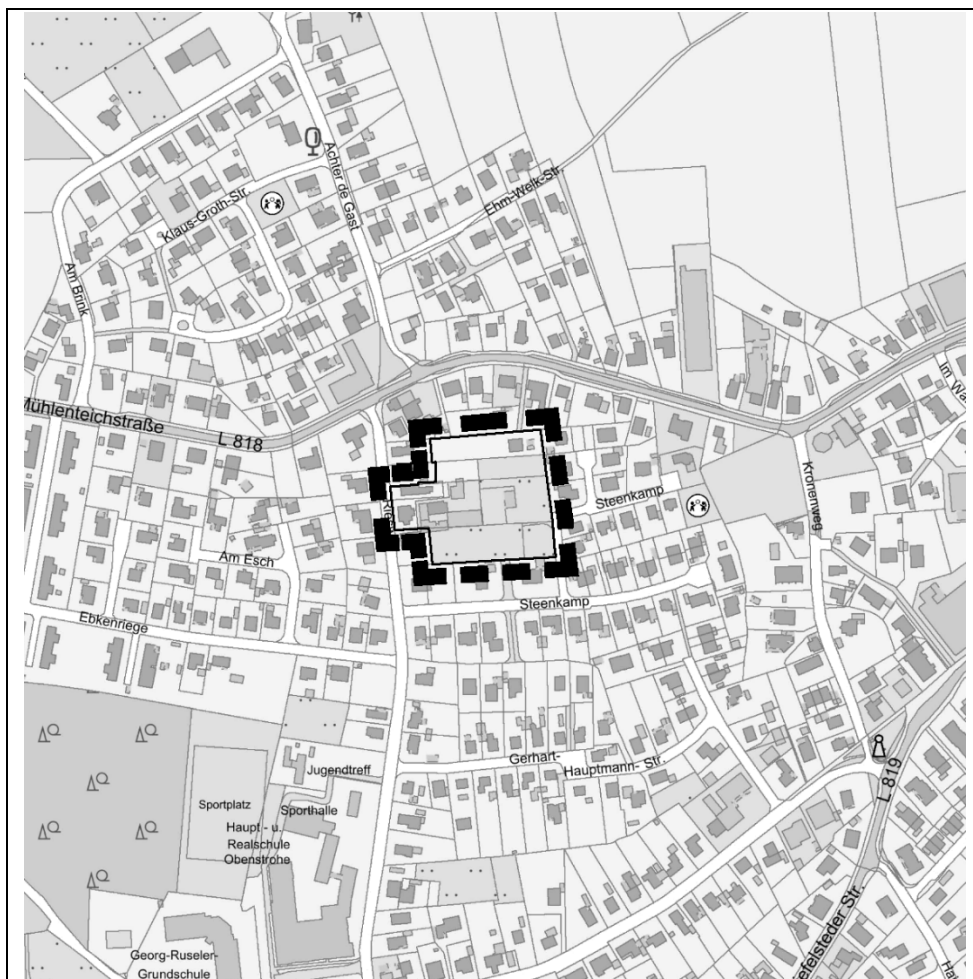 Achter de Gast
Ehm-Welk-Str.
Klaus-Groth-Str.
Am Brink
Mühlenteichstraße
L 818
Kronenweg
Steenkamp
Am Esch
Steenkamp
Ebkenriege
Gerhart-
Hauptmann- Str.
Jugendtreff
Sportplatz
Sporthalle
Haupt - u.
Realschule
Obenstrohe
L 819
Georg-Ruseler-
Grundschule